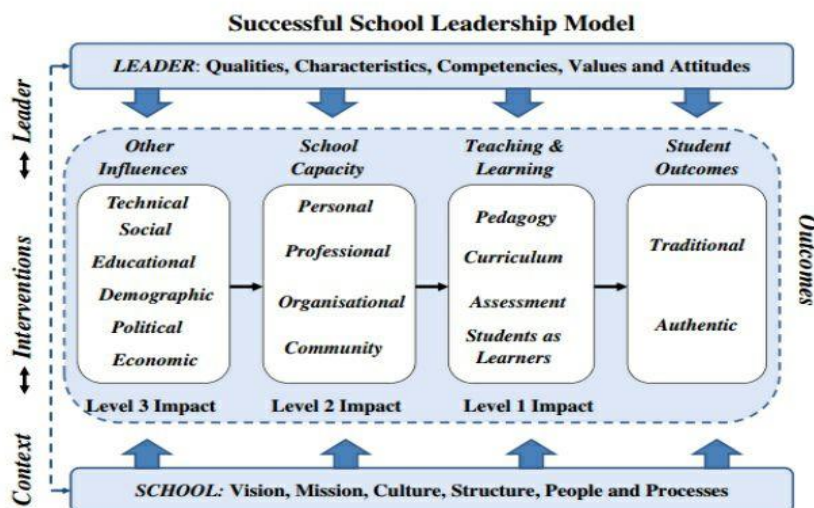 Successful School Leadership Model
LEADER: Qualities, Characteristics, Competencies, Values and Attitudes
Leader
Interventions
Context
Other
Influences
Technical
Social
Educational
Demographic
Political
Economic
Level 3 Impact
School
Capacity
Personal
Professional
Organisational
Community
Level 2 Impact
Teaching &
Learning
Pedagogy
Curriculum
Assessment
Students as
Learners
Level 1 Impact
Student
Outcomes
Traditional
Authentic
Outcomes
SCHOOL: Vision, Mission, Culture, Structure, People and Processes